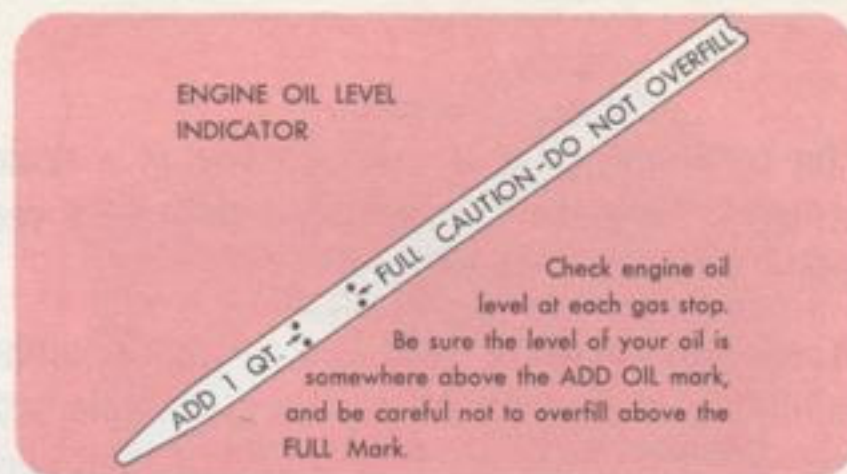 ENGINE OIL LEVEL
INDICATOR
ADD 1 QT. FULL CAUTION-DO NOT OVERFILL
Check engine oil
level at each gas stop.
Be sure the level of your oil is
somewhere above the ADD OIL mark,
and be careful not to overfill above the
FULL Mark.